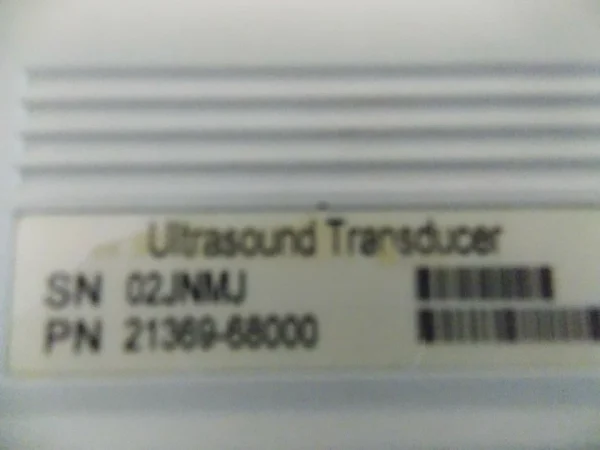 Ultrasound Transducer
SN 02JNMJ
PN 21369-68000